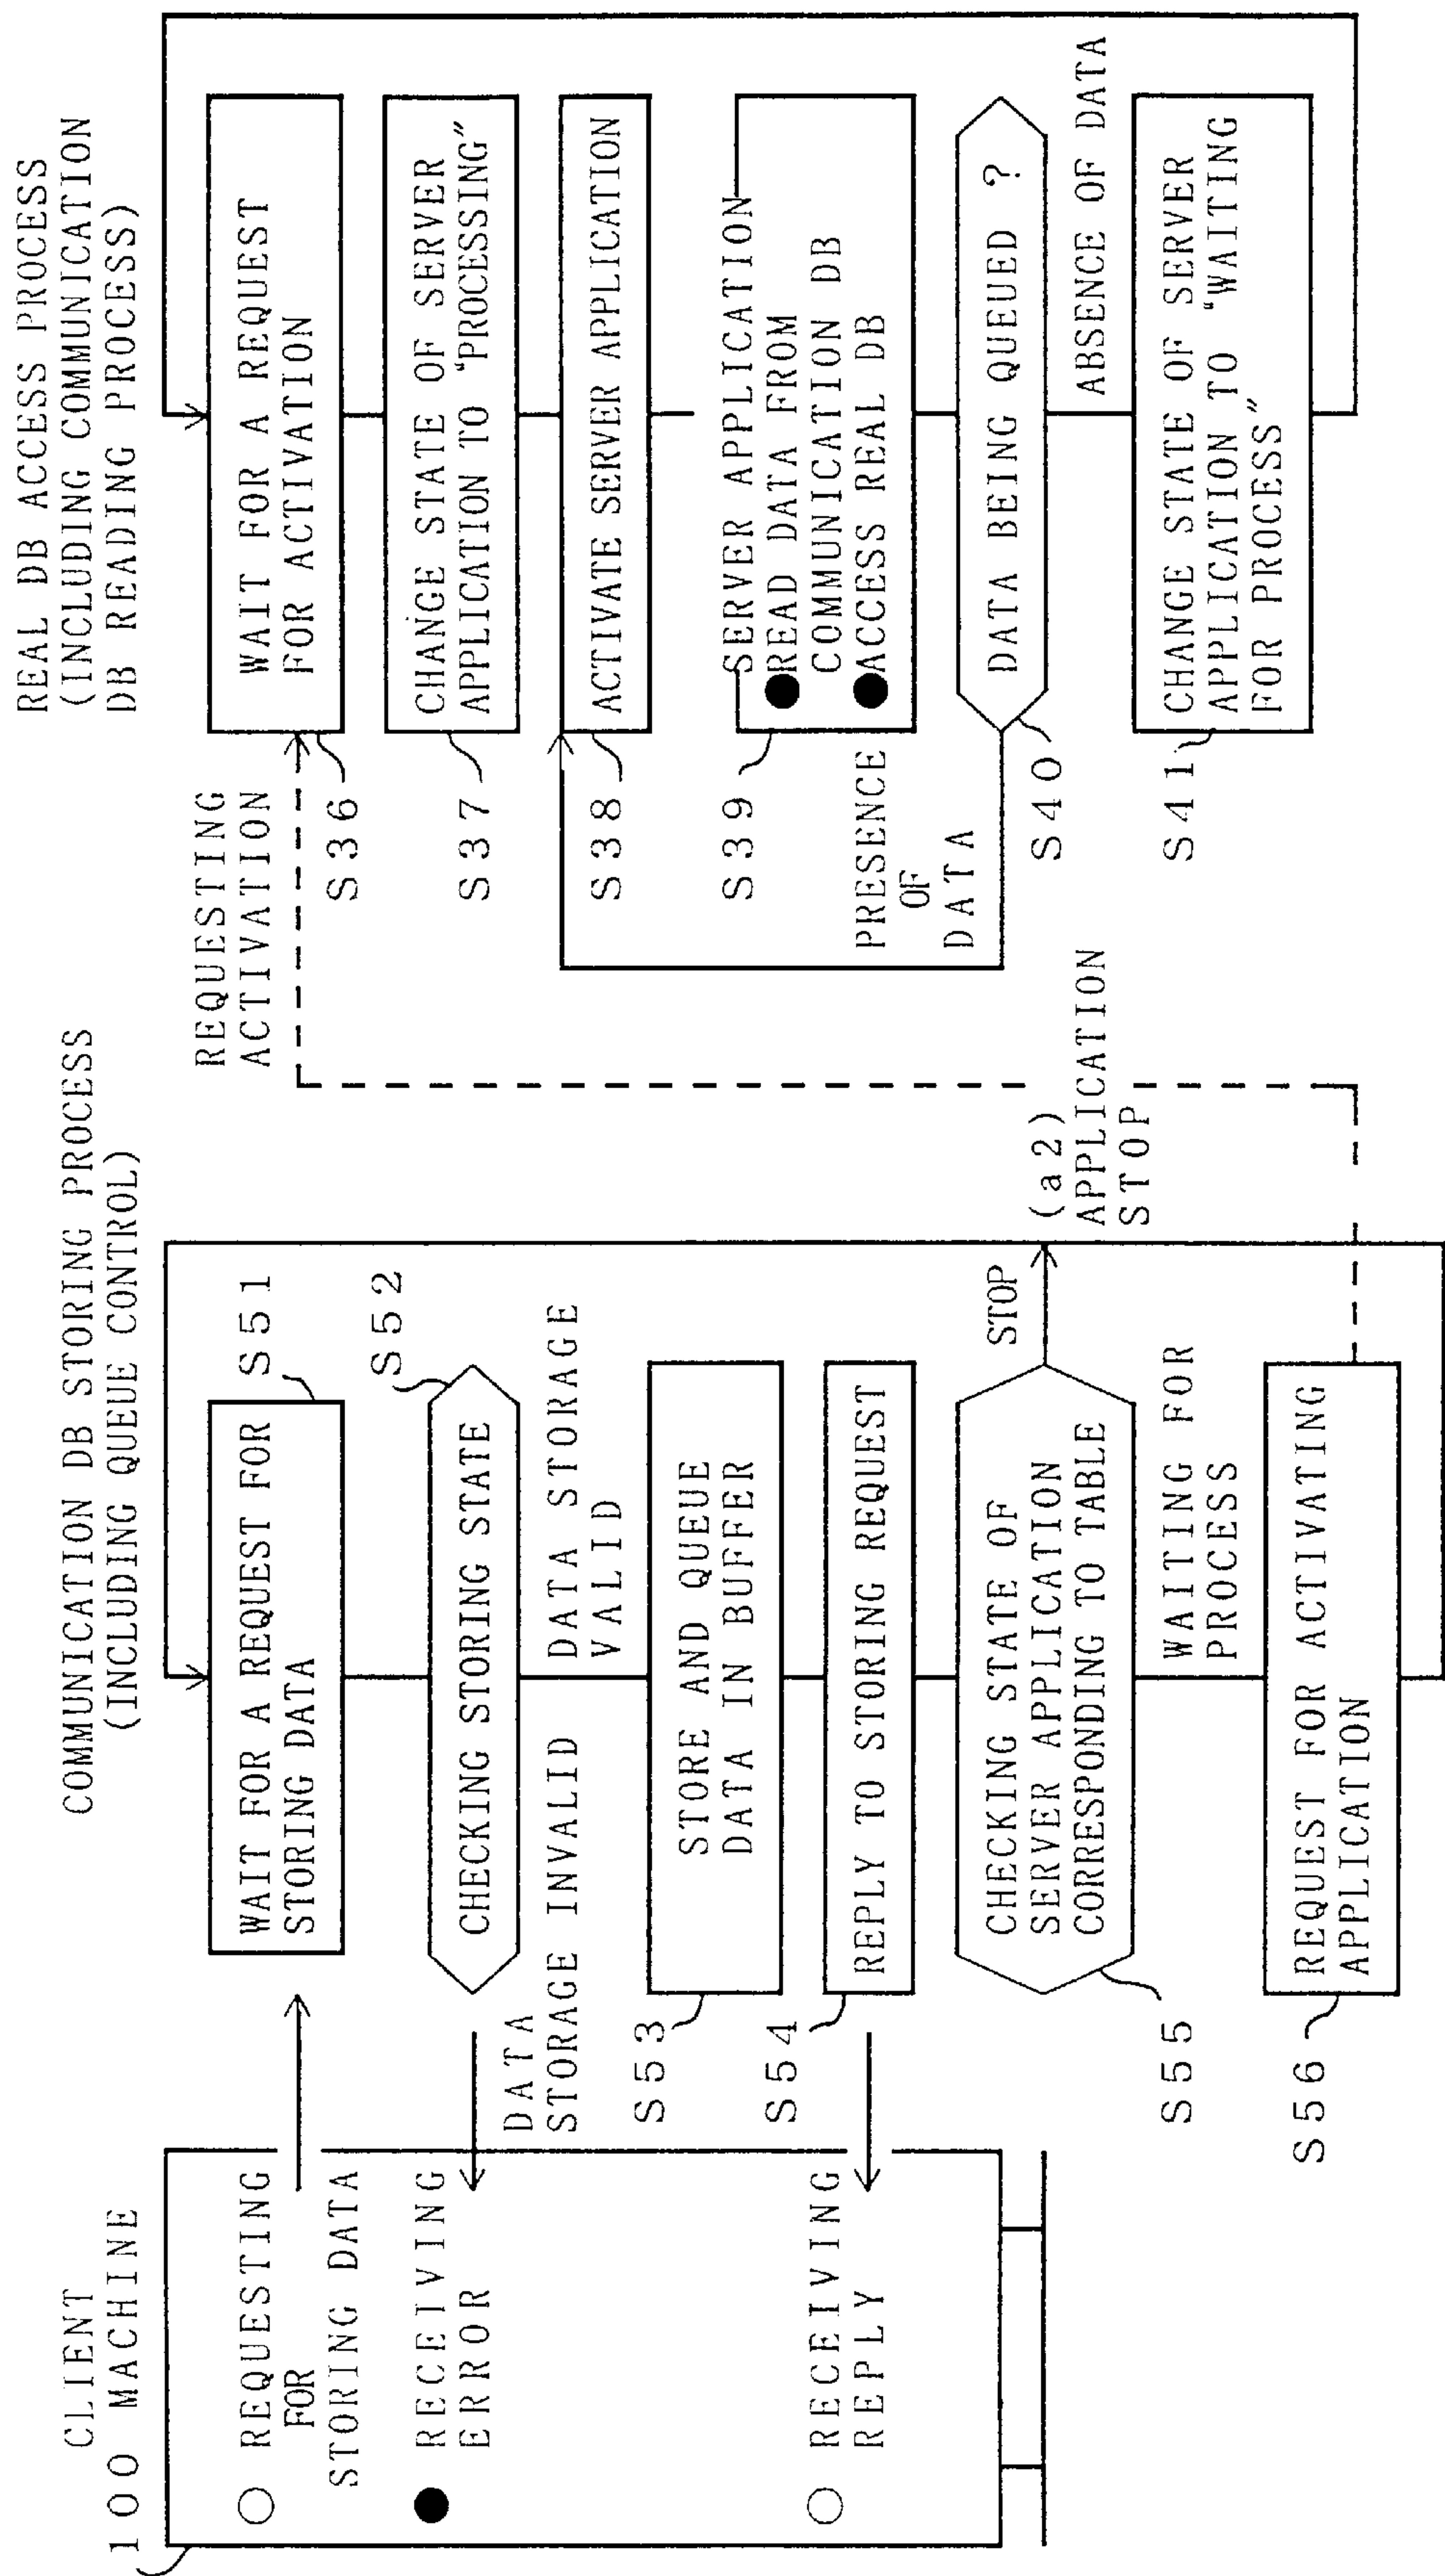 CLIENT
100 MACHINE
○ REQUESTING
FOR
STORING DATA
● RECEIVING
ERROR
○ RECEIVING
REPLY
COMMUNICATION DB STORING PROCESS
(INCLUDING QUEUE CONTROL)
WAIT FOR A REQUEST FOR
STORING DATA
S51
CHECKING STORING STATE
S52
DATA
STORAGE INVALID
DATA STORAGE
VALID
S53
STORE AND QUEUE
DATA IN BUFFER
S54
REPLY TO STORING REQUEST
CHECKING STATE OF
SERVER APPLICATION
CORRESPONDING TO TABLE
S55
STOP
(a2)
APPLICATION
STOP
WAITING FOR
PROCESS
S56
REQUEST FOR ACTIVATING
APPLICATION
REAL DB ACCESS PROCESS
(INCLUDING COMMUNICATION
DB READING PROCESS)
REQUESTING
ACTIVATION
WAIT FOR A REQUEST
FOR ACTIVATION
S36
CHANGE STATE OF SERVER
APPLICATION TO "PROCESSING"
S37
ACTIVATE SERVER APPLICATION
S38
SERVER APPLICATION
● READ DATA FROM
COMMUNICATION DB
● ACCESS REAL DB
S39
PRESENCE
OF
DATA
DATA BEING QUEUED ?
S40
ABSENCE OF DATA
CHANGE STATE OF SERVER
APPLICATION TO "WAITING
FOR PROCESS"
S41